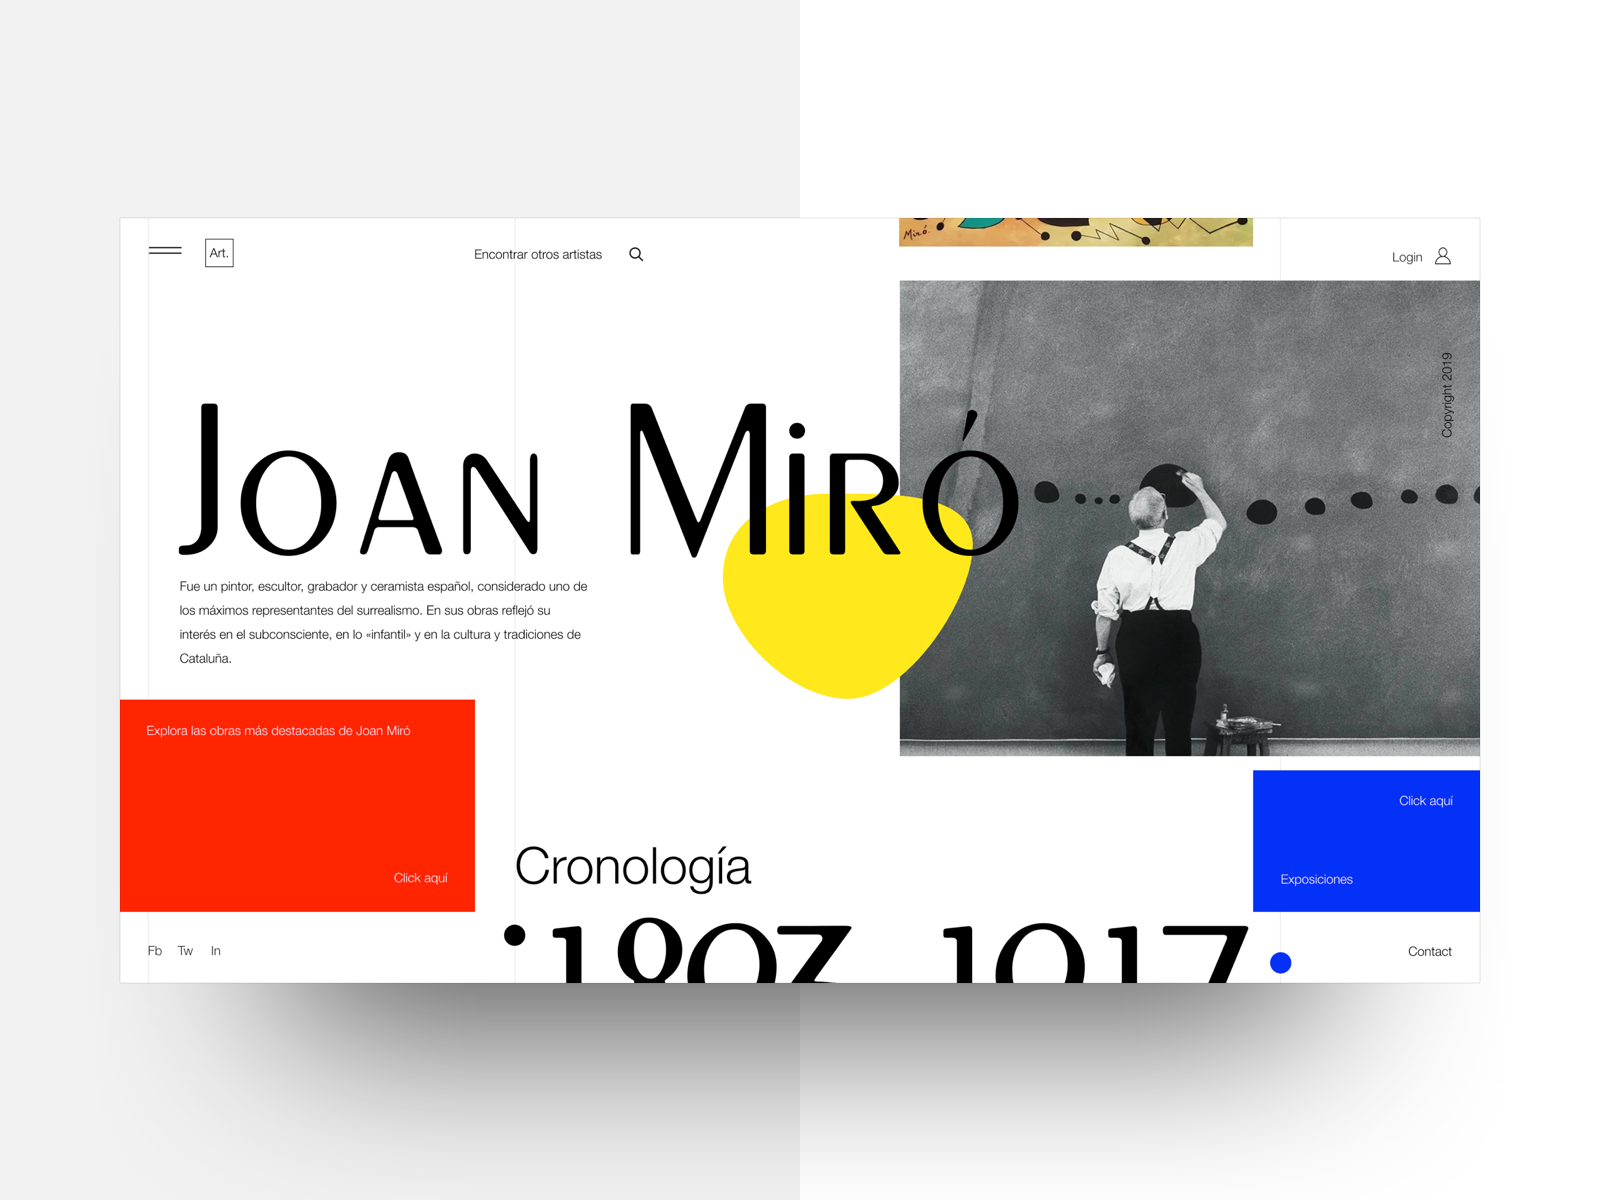 Art.
Encontrar otros artistas
Miró.
Login
Copyright 2019
Joan Miró
Fue un pintor, escultor, grabador y ceramista español, considerado uno de
los máximos representantes del surrealismo. En sus obras reflejó su
interés en el subconsciente, en lo «infantil» y en la cultura y tradiciones de
Cataluña.
Explora las obras más destacadas de Joan Miró
Click aquí
Click aquí
Exposiciones
Cronología
Fb Tw In
Contact